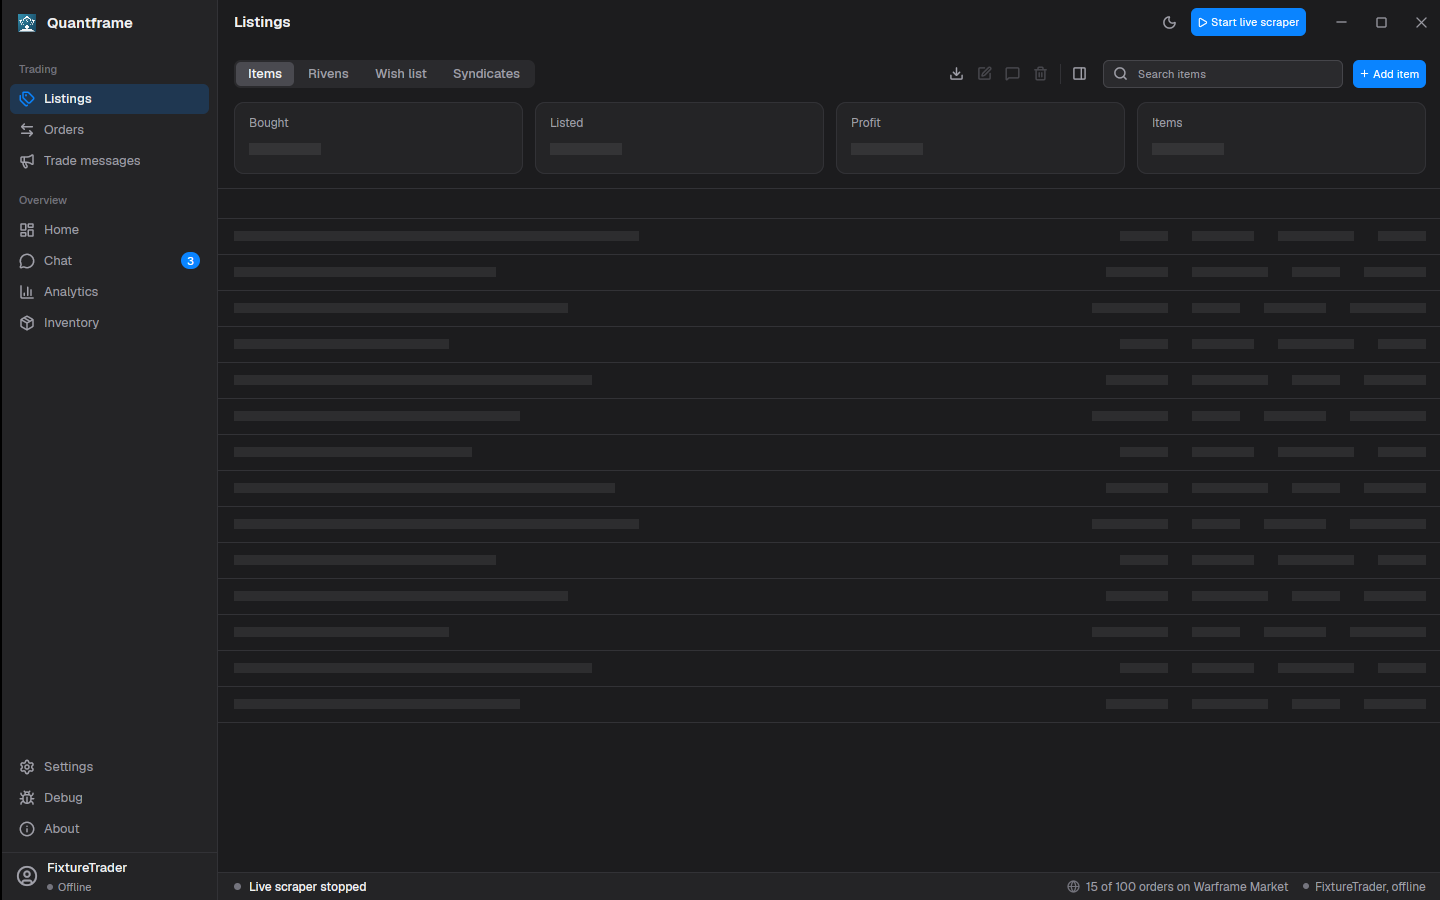 Quantframe
Trading
Listings
Orders
Trade messages
Overview
Home
Chat
3
Analytics
Inventory
Settings
Debug
About
FixtureTrader
Offline
Listings
Start live scraper
Items
Rivens
Wish list
Syndicates
Search items
+ Add item
Bought
Listed
Profit
Items
Live scraper stopped
15 of 100 orders on Warframe Market
FixtureTrader, offline